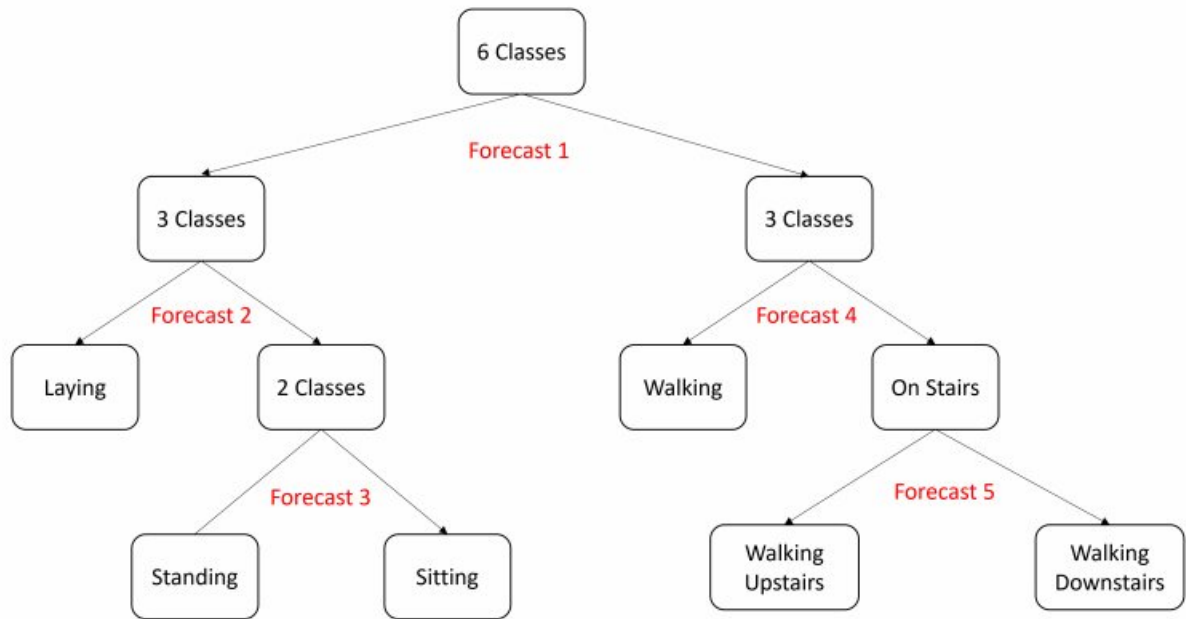 6 Classes
Forecast 1
3 Classes
3 Classes
Forecast 2
Forecast 4
Laying
2 Classes
Walking
On Stairs
Forecast 3
Forecast 5
Standing
Sitting
Walking
Upstairs
Walking
Downstairs